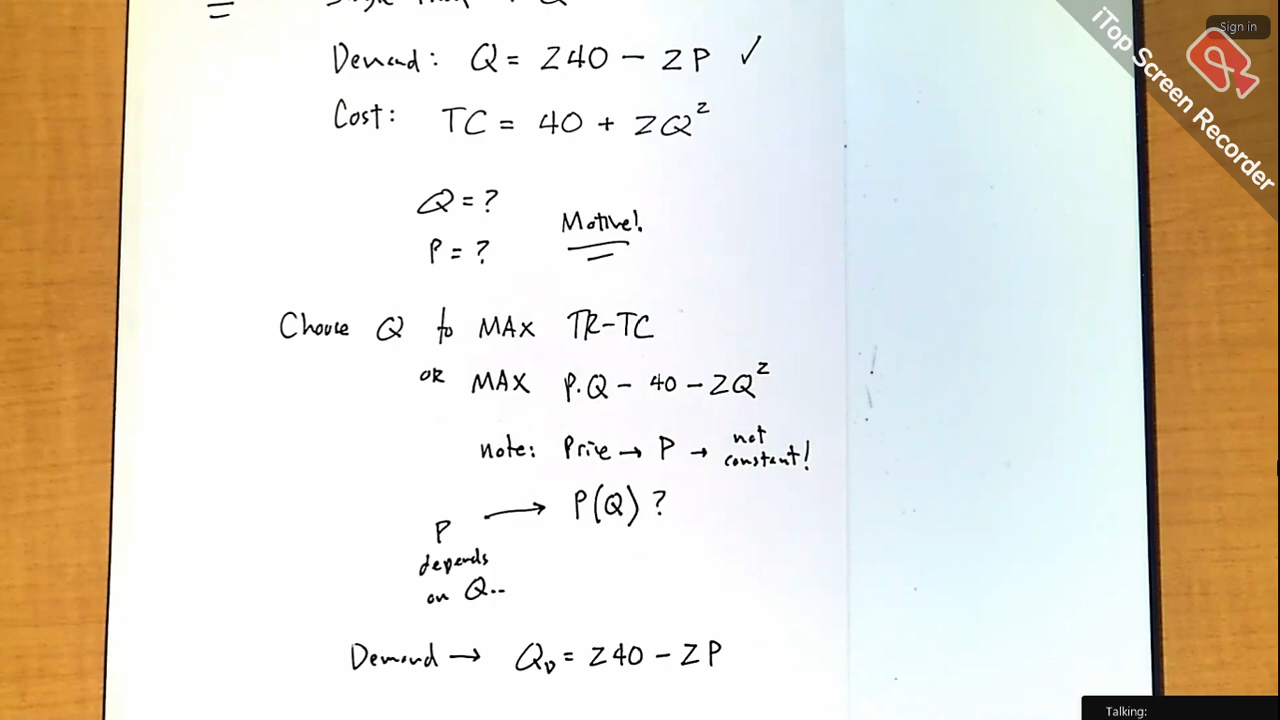 Demand: Q = 240 - 2P ✓
Cost: TC = 40 + 2Q²
Q = ?
P = ?
Motive!
Choose Q to MAX TR-TC
OR MAX P.Q - 40 - 2Q²
note: Price → P → not constant!
P → P(Q) ?
depends
on Q..
Demand → Q_D = 240 - 2P
iTop Screen Recorder
Sign in
Talking: